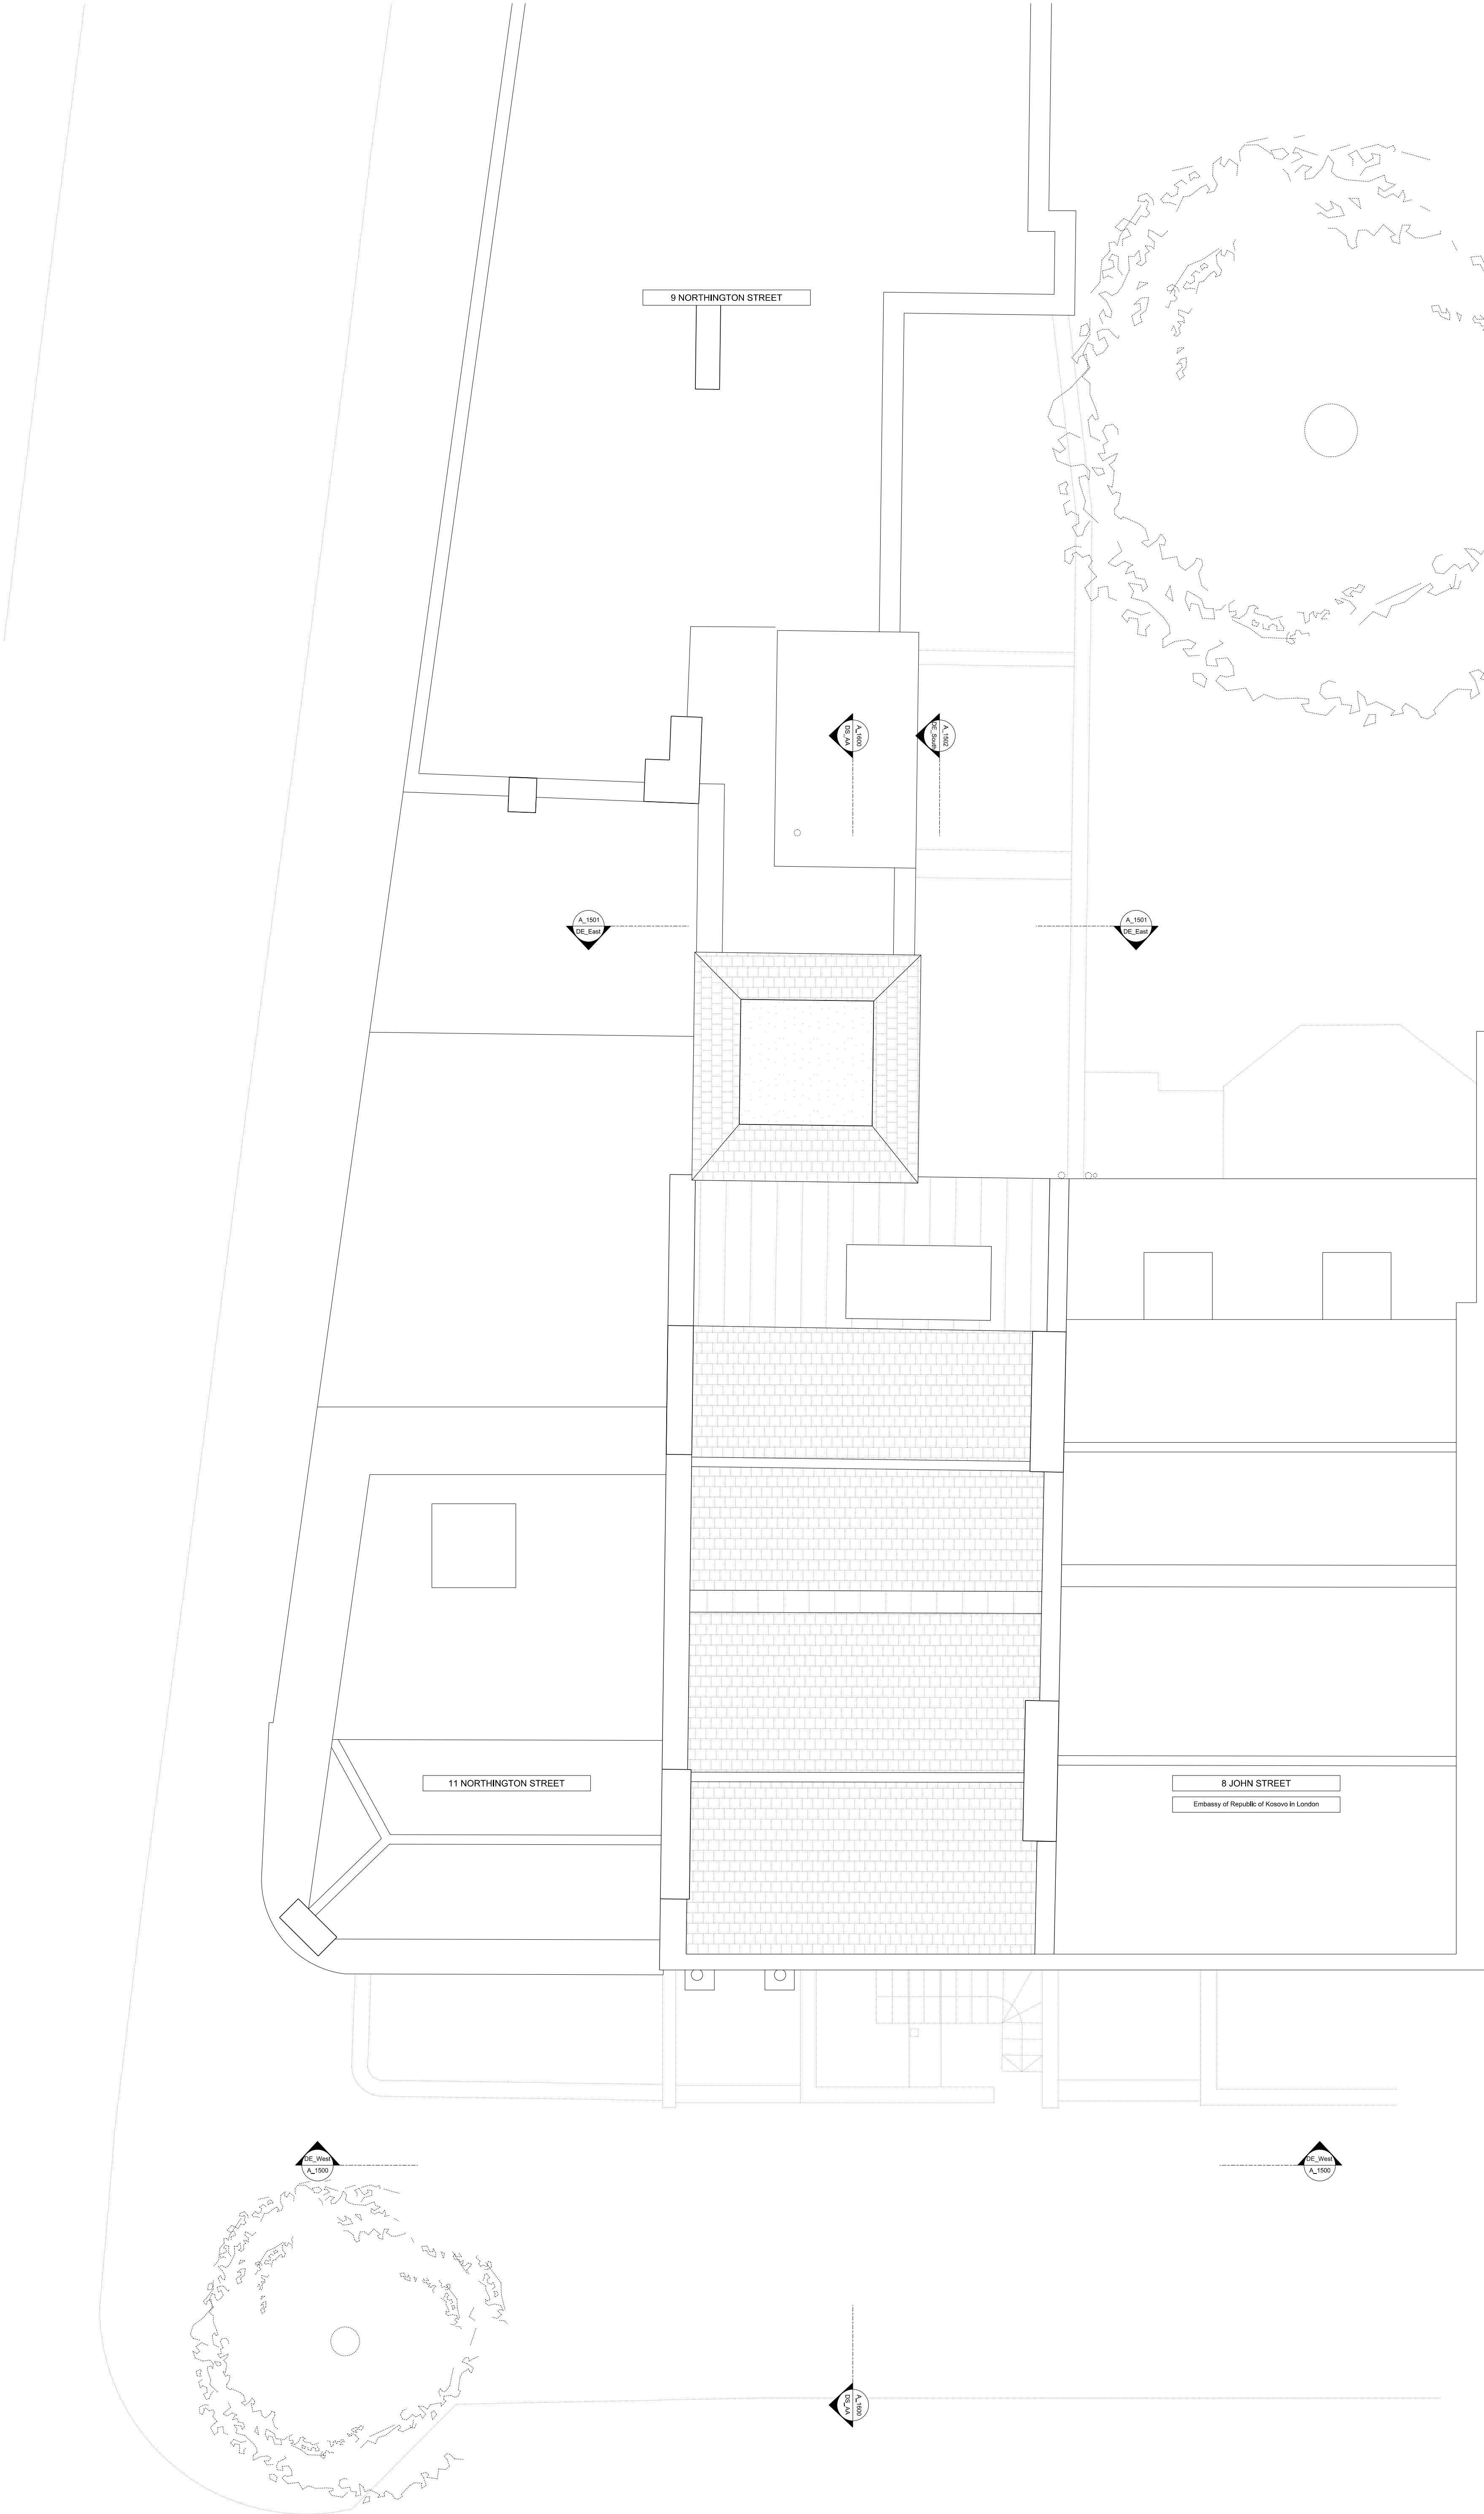 9 NORTHINGTON STREET
A_1600
DS_AA
A_1502
DE_South
A_1501
DE_East
A_1501
DE_East
11 NORTHINGTON STREET
8 JOHN STREET
Embassy of Republic of Kosovo in London
DE_West
A_1500
DE_West
A_1500
A_1600
DS_AA